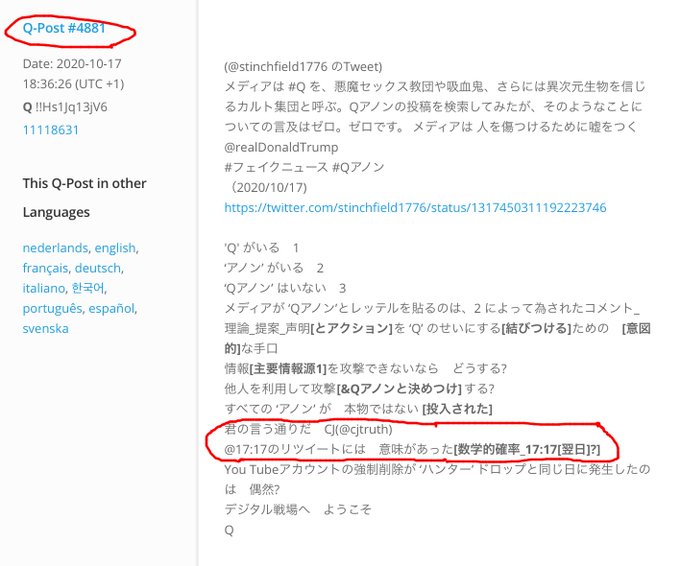 Q-Post #4881
Date: 2020-10-17
18:36:26 (UTC +1)
Q !!Hs1Jq13jV6
11118631
This Q-Post in other
Languages
nederlands, english,
français, deutsch,
italiano, 한국어,
português, español,
svenska
(@stinchfield1776 のTweet)
メディアは #Q を、悪魔セックス教団や吸血鬼、さらには異次元生物を信じ
るカルト集団と呼ぶ。Qアノンの投稿を検索してみたが、そのようなことに
ついての言及はゼロ。ゼロです。 メディアは 人を傷つけるために嘘をつく
@realDonaldTrump
#フェイクニュース #Qアノン
（2020/10/17)
https://twitter.com/stinchfield1776/status/1317450311192223746
'Q' がいる　1
'アノン' がいる　2
'Qアノン' はいない　3
メディアが 'Qアノン'とレッテルを貼るのは、2 によって為されたコメント_
理論_提案_声明[とアクション]を 'Q' のせいにする[結びつける]ための　[意図
的]な手口
情報[主要情報源1]を攻撃できないなら　どうする?
他人を利用して攻撃[&Qアノンと決めつけ] する?
すべての 'アノン' が　本物ではない [投入された]
君の言う通りだ　CJ(@cjtruth)
@17:17のリツイートには　意味があった[数学的確率_17:17[翌日]?]
You Tubeアカウントの強制削除が 'ハンター' ドロップと同じ日に発生したの
は　偶然?
デジタル戦場へ　ようこそ
Q